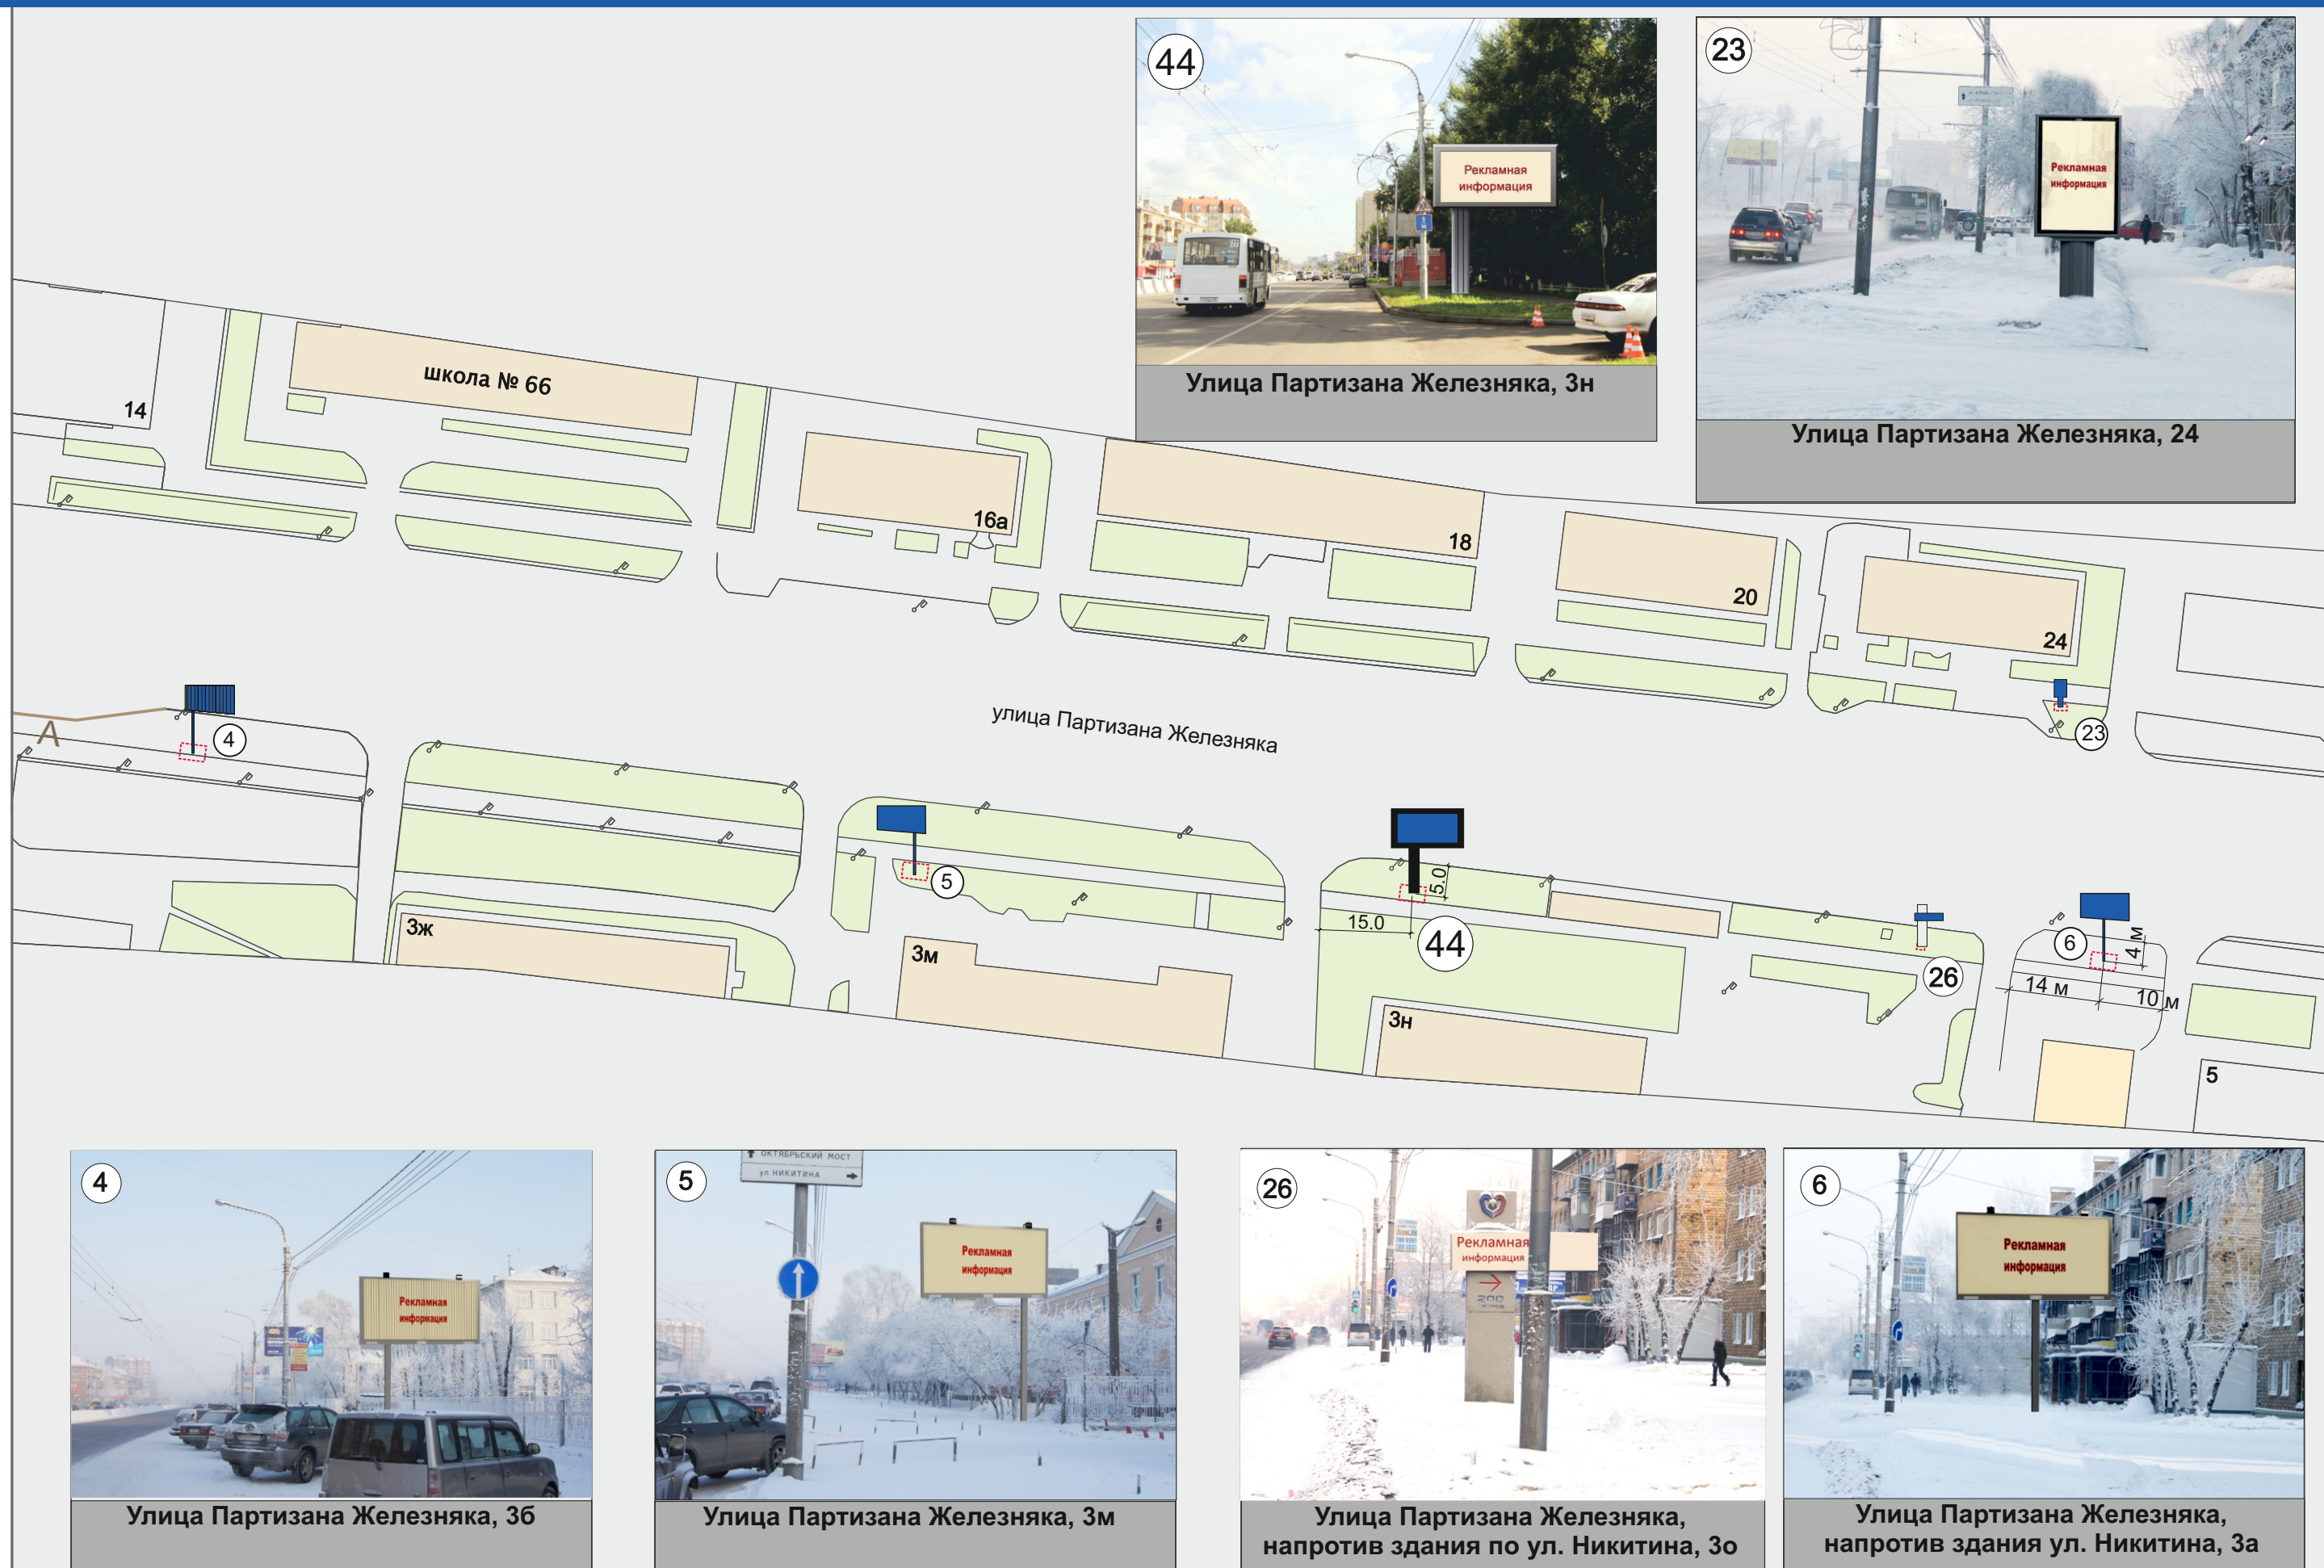 44
Рекламная
информация
Улица Партизана Железняка, 3н
23
Рекламная
информация
Улица Партизана Железняка, 24
14
школа № 66
16а
18
20
24
23
улица Партизана Железняка
А
4
5
3ж
3м
15.0
5.0
44
3н
26
6
4 м
14 м
10 м
5
4
Рекламная
информация
Улица Партизана Железняка, 3б
5
ОКТЯБРЬСКИЙ МОСТ
ул. НИКИТИНА
Рекламная
информация
Улица Партизана Железняка, 3м
26
Рекламная
информация
200
Улица Партизана Железняка,
напротив здания по ул. Никитина, 3о
6
Рекламная
информация
Улица Партизана Железняка,
напротив здания ул. Никитина, 3а